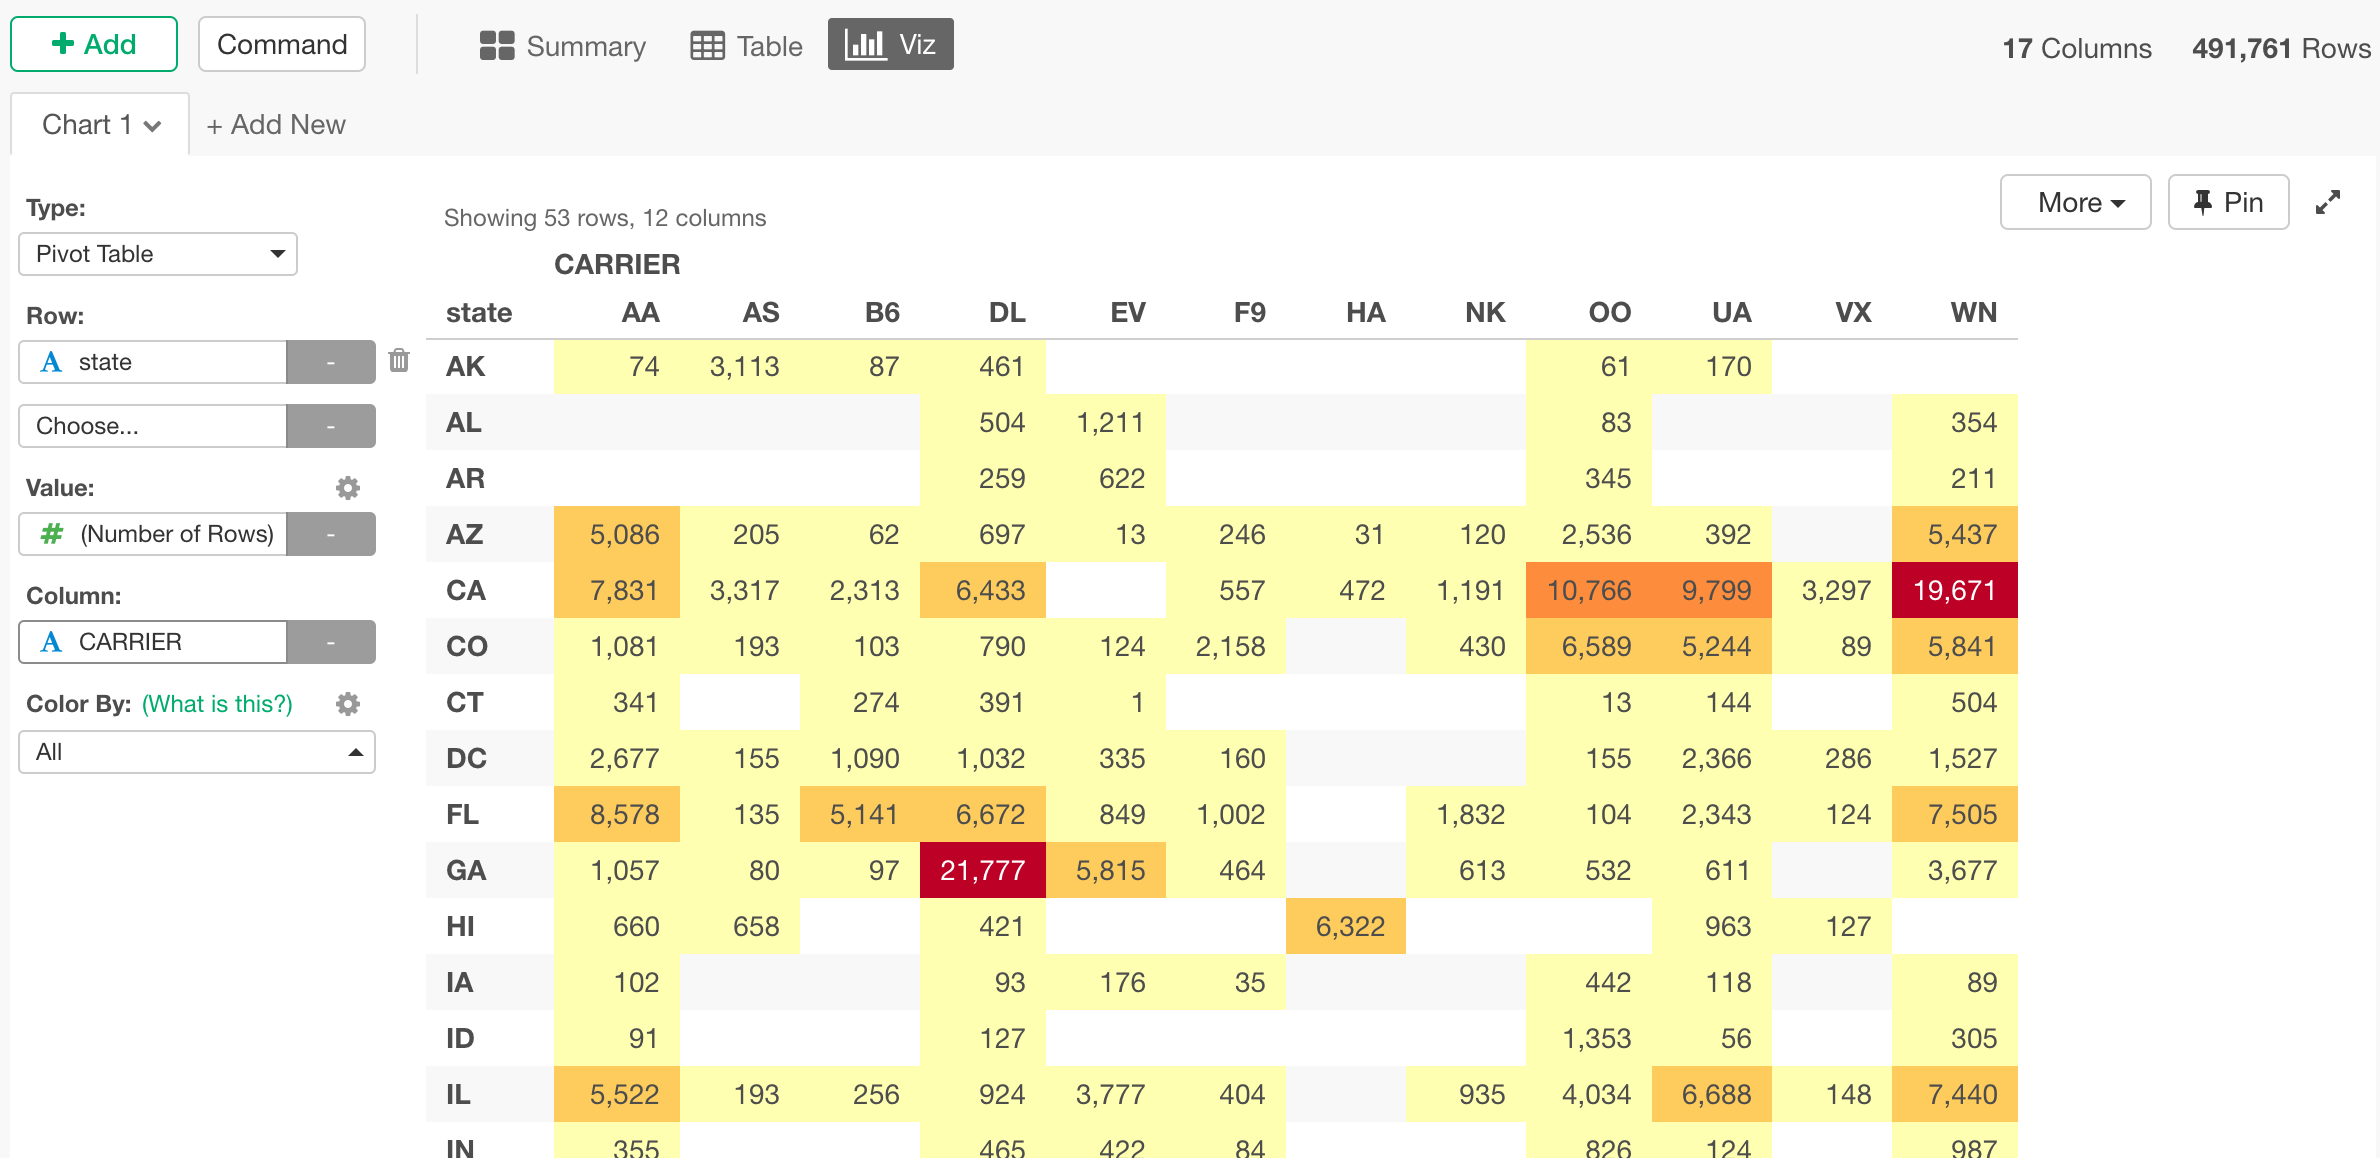 + Add Command Summary Table Viz 17 Columns 491,761 Rows
Chart 1 + Add New
More Pin
Type:
Pivot Table
Row:
A state -
Choose... -
Value:
# (Number of Rows) -
Column:
A CARRIER -
Color By: (What is this?)
All
Showing 53 rows, 12 columns
CARRIER
state AA AS B6 DL EV F9 HA NK OO UA VX WN
AK 74 3,113 87 461 61 170
AL 504 1,211 83 354
AR 259 622 345 211
AZ 5,086 205 62 697 13 246 31 120 2,536 392 5,437
CA 7,831 3,317 2,313 6,433 557 472 1,191 10,766 9,799 3,297 19,671
CO 1,081 193 103 790 124 2,158 430 6,589 5,244 89 5,841
CT 341 274 391 1 13 144 504
DC 2,677 155 1,090 1,032 335 160 155 2,366 286 1,527
FL 8,578 135 5,141 6,672 849 1,002 1,832 104 2,343 124 7,505
GA 1,057 80 97 21,777 5,815 464 613 532 611 3,677
HI 660 658 421 6,322 963 127
IA 102 93 176 35 442 118 89
ID 91 127 1,353 56 305
IL 5,522 193 256 924 3,777 404 935 4,034 6,688 148 7,440
IN 355 465 422 84 826 124 987